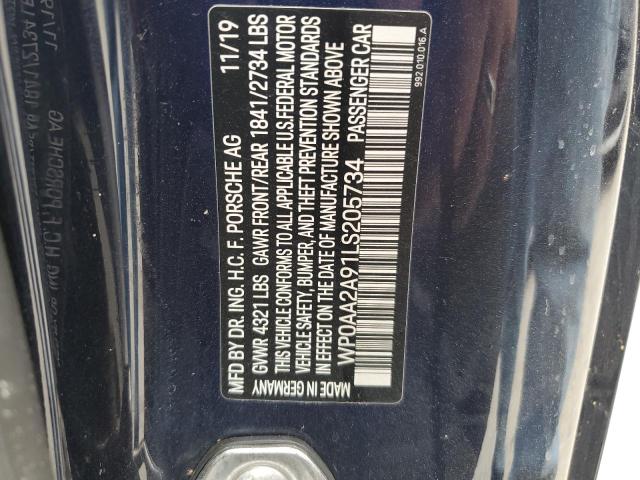 MFD BY DR. ING. H.C. F. PORSCHE AG 11/19
GVWR 4321 LBS GAWR FRONT/REAR 1841/2734 LBS
THIS VEHICLE CONFORMS TO ALL APPLICABLE U.S. FEDERAL MOTOR
VEHICLE SAFETY, BUMPER, AND THEFT PREVENTION STANDARDS
IN EFFECT ON THE DATE OF MANUFACTURE SHOWN ABOVE
WP0AA2A91LS205734 PASSENGER CAR
MADE IN GERMANY 992.010.016.A